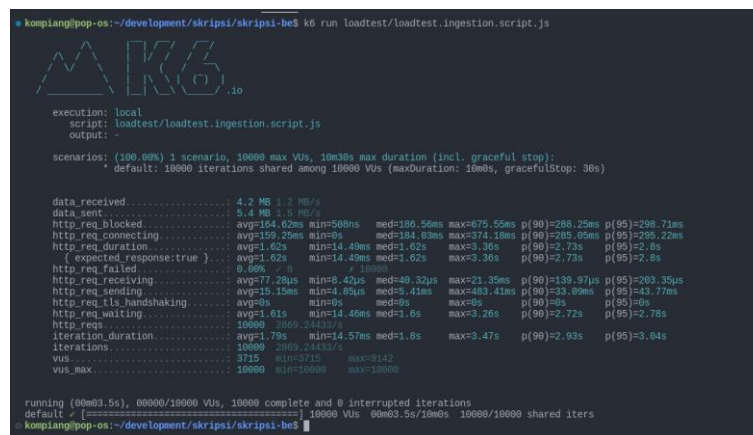 kompiang@pop-os:~/development/skripsi/skripsi-be$ k6 run loadtest/loadtest.ingestion.script.js
.io
execution: local
script: loadtest/loadtest.ingestion.script.js
output: -
scenarios: (100.00%) 1 scenario, 10000 max VUs, 10m30s max duration (incl. graceful stop):
* default: 10000 iterations shared among 10000 VUs (maxDuration: 10m0s, gracefulStop: 30s)
data_received..................: 4.2 MB 1.2 MB/s
data_sent......................: 5.4 MB 1.5 MB/s
http_req_blocked...............: avg=164.62ms min=508ns med=186.56ms max=675.55ms p(90)=288.25ms p(95)=298.71ms
http_req_connecting............: avg=159.25ms min=0s med=184.03ms max=374.18ms p(90)=285.05ms p(95)=295.22ms
http_req_duration..............: avg=1.62s min=14.49ms med=1.62s max=3.36s p(90)=2.73s p(95)=2.8s
{ expected_response:true }...: avg=1.62s min=14.49ms med=1.62s max=3.36s p(90)=2.73s p(95)=2.8s
http_req_failed................: 0.00% ✓ 0 ✗ 10000
http_req_receiving.............: avg=77.28µs min=8.42µs med=40.32µs max=21.35ms p(90)=139.97µs p(95)=203.35µs
http_req_sending...............: avg=15.15ms min=4.85µs med=5.41ms max=483.41ms p(90)=33.09ms p(95)=43.77ms
http_req_tls_handshaking.......: avg=0s min=0s med=0s max=0s p(90)=0s p(95)=0s
http_req_waiting...............: avg=1.61s min=14.46ms med=1.6s max=3.26s p(90)=2.72s p(95)=2.78s
http_reqs......................: 10000 2869.24433/s
iteration_duration.............: avg=1.79s min=14.57ms med=1.8s max=3.47s p(90)=2.93s p(95)=3.04s
iterations.....................: 10000 2869.24433/s
vus............................: 3715 min=3715 max=9142
vus_max........................: 10000 min=10000 max=10000
running (00m03.5s), 00000/10000 VUs, 10000 complete and 0 interrupted iterations
default ✓ [======================================] 10000 VUs 00m03.5s/10m0s 10000/10000 shared iters
kompiang@pop-os:~/development/skripsi/skripsi-be$